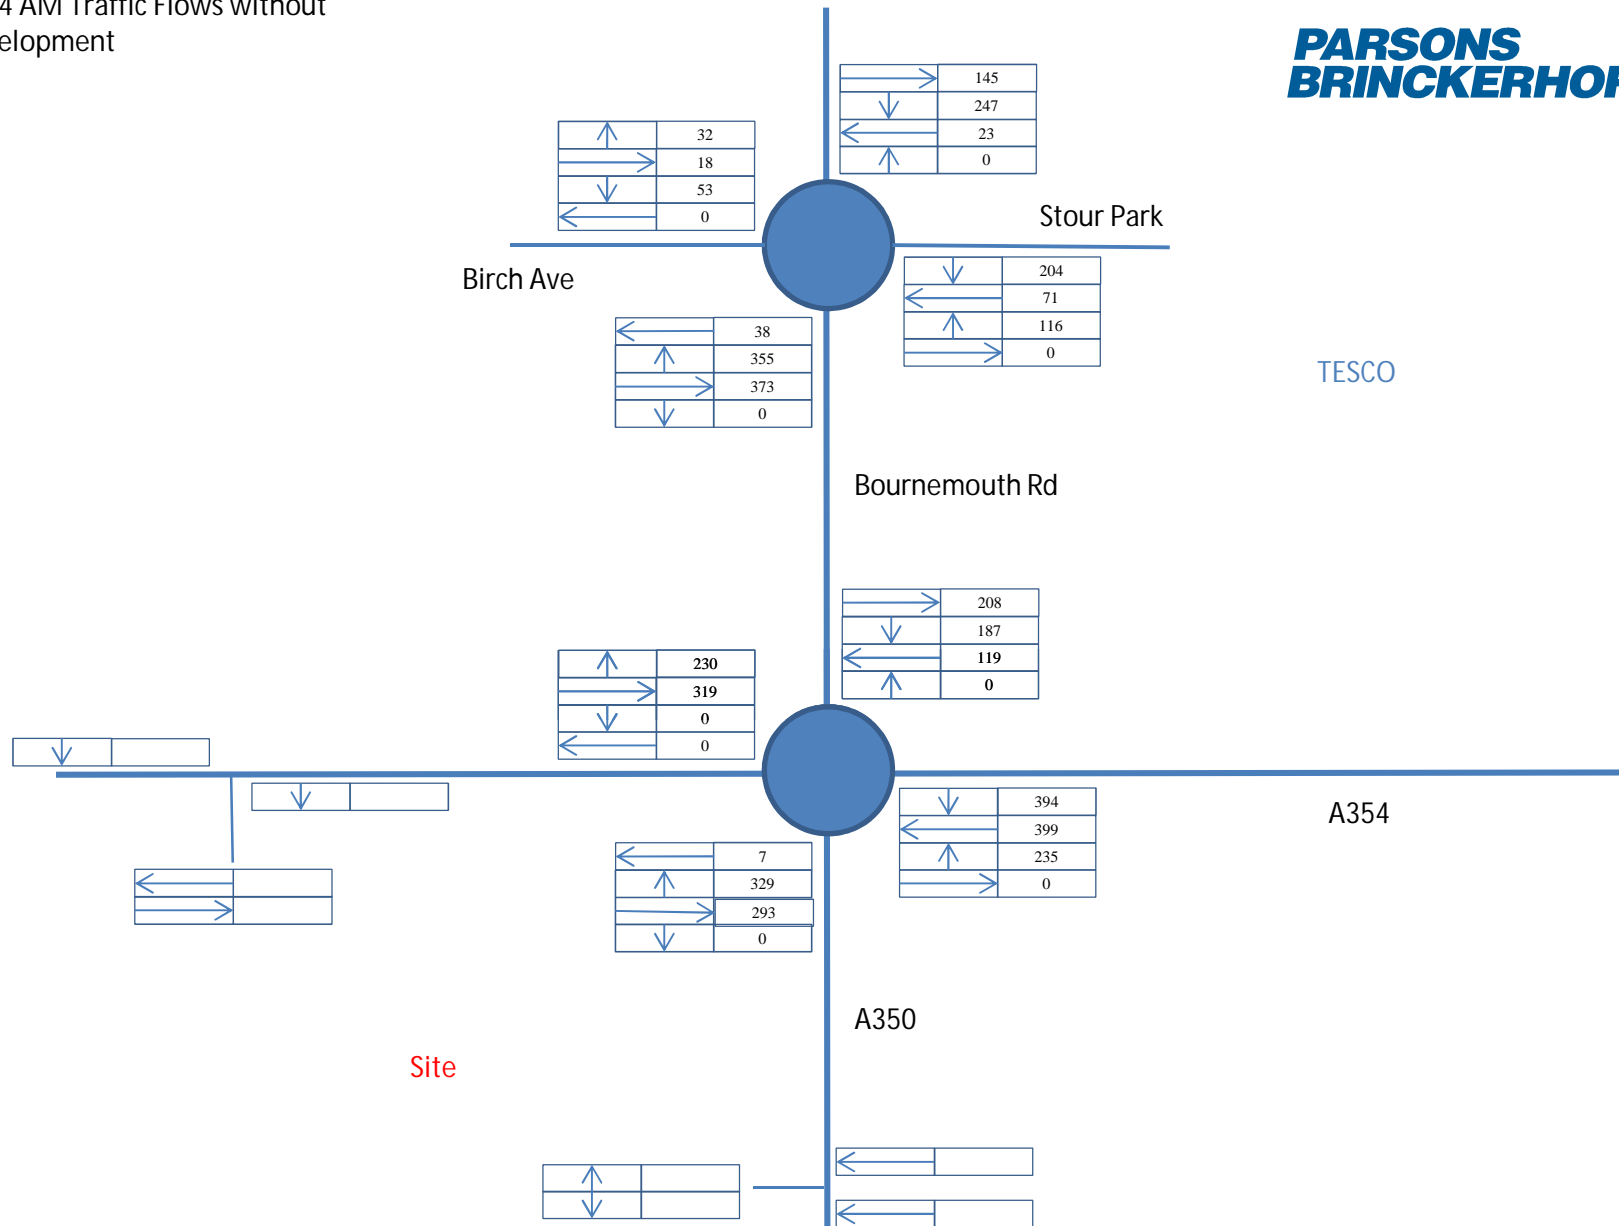 4 AM Traffic Flows without
elopment
PARSONS
BRINCKERHOF
145
247
23
0
32
18
53
0
Stour Park
Birch Ave
204
71
116
0
38
355
373
0
TESCO
Bournemouth Rd
208
187
119
0
230
319
0
0
394
399
235
0
A354
7
329
293
0
A350
Site